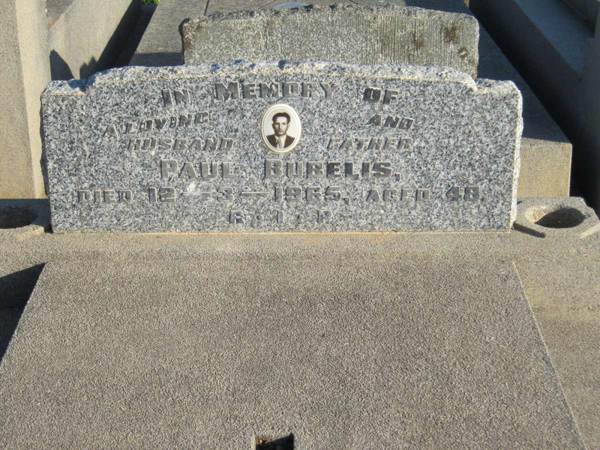 IN MEMORY OF
LOVING AND
HUSBAND FATHER
PAUL BUBELIS,
DIED 12 - 3 - 1965, AGED 48.
R.I.P.